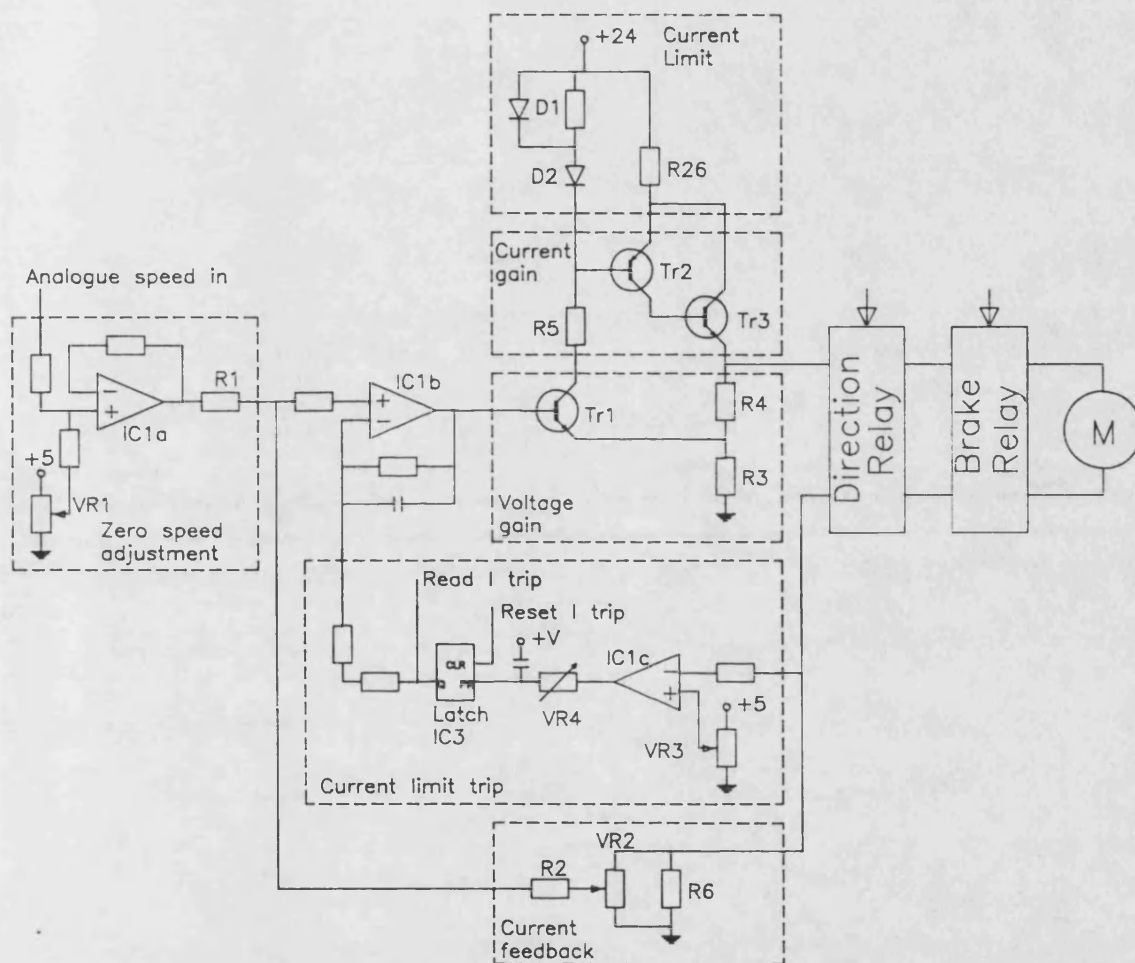 +24
Current
Limit
D1
D2
R26
Current
gain
Tr2
Tr3
R5
Analogue speed in
R1
IC1a
+5
VR1
Zero speed
adjustment
IC1b
Tr1
R4
R3
Voltage
gain
Direction
Relay
Brake
Relay
M
Read I trip
Reset I trip
+V
CLR
Q
PR
Latch
IC3
VR4
IC1c
+5
VR3
Current limit trip
VR2
R2
R6
Current
feedback